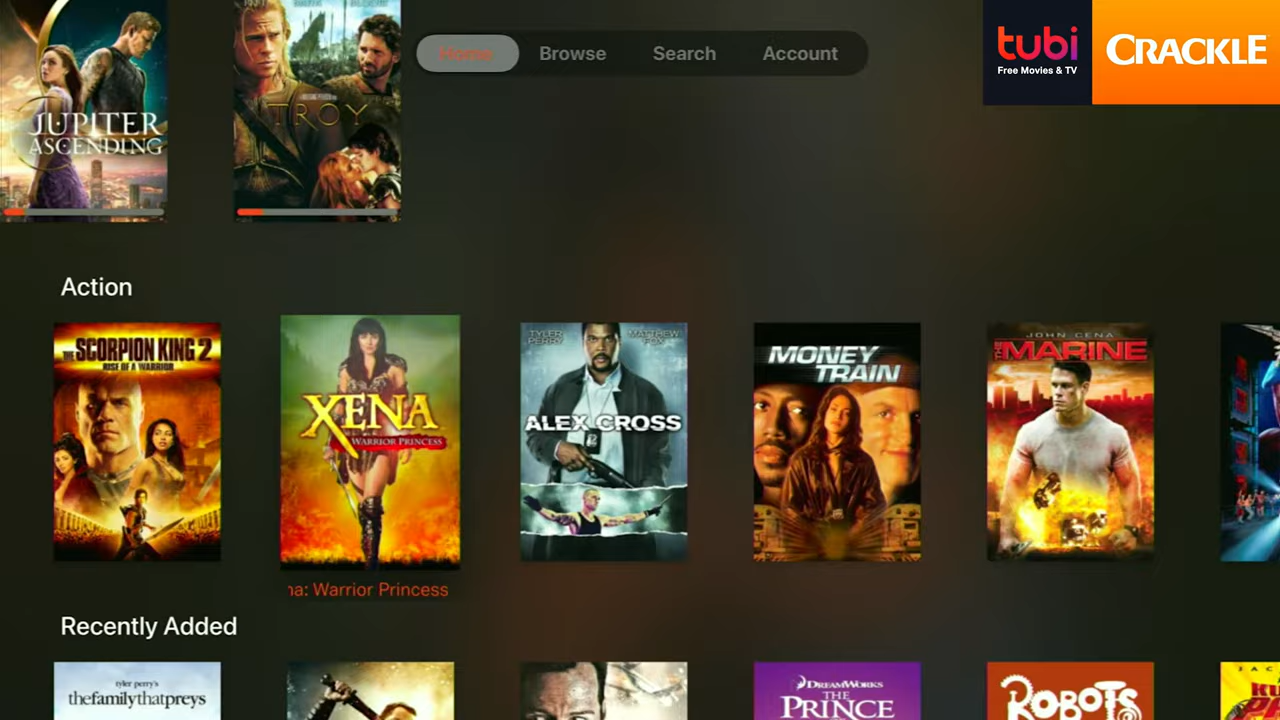 JUPITER
ASCENDING
TROY
Home
Browse
Search
Account
tubi
Free Movies & TV
CRACKLE
Action
THE SCORPION KING 2
RISE OF A WARRIOR
XENA
WARRIOR PRINCESS
TYLER PERRY
MATTHEW FOX
ALEX CROSS
MONEY
TRAIN
JOHN CENA
THE MARINE
na: Warrior Princess
Recently Added
tyler perry's
thefamilythatpreys
DREAMWORKS
THE
PRINCE
ROBOTS